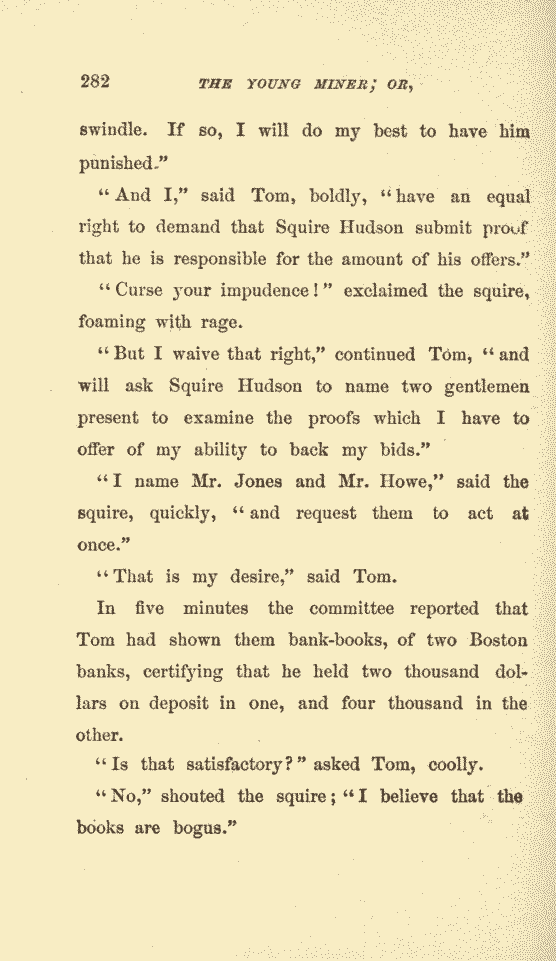 282 THE YOUNG MINER; OR,
swindle. If so, I will do my best to have him
punished."
"And I," said Tom, boldly, "have an equal
right to demand that Squire Hudson submit proof
that he is responsible for the amount of his offers."
"Curse your impudence!" exclaimed the squire,
foaming with rage.
"But I waive that right," continued Tom, "and
will ask Squire Hudson to name two gentlemen
present to examine the proofs which I have to
offer of my ability to back my bids."
"I name Mr. Jones and Mr. Howe," said the
squire, quickly, "and request them to act at
once."
"That is my desire," said Tom.
In five minutes the committee reported that
Tom had shown them bank-books, of two Boston
banks, certifying that he held two thousand dol-
lars on deposit in one, and four thousand in the
other.
"Is that satisfactory?" asked Tom, coolly.
"No," shouted the squire; "I believe that the
books are bogus."